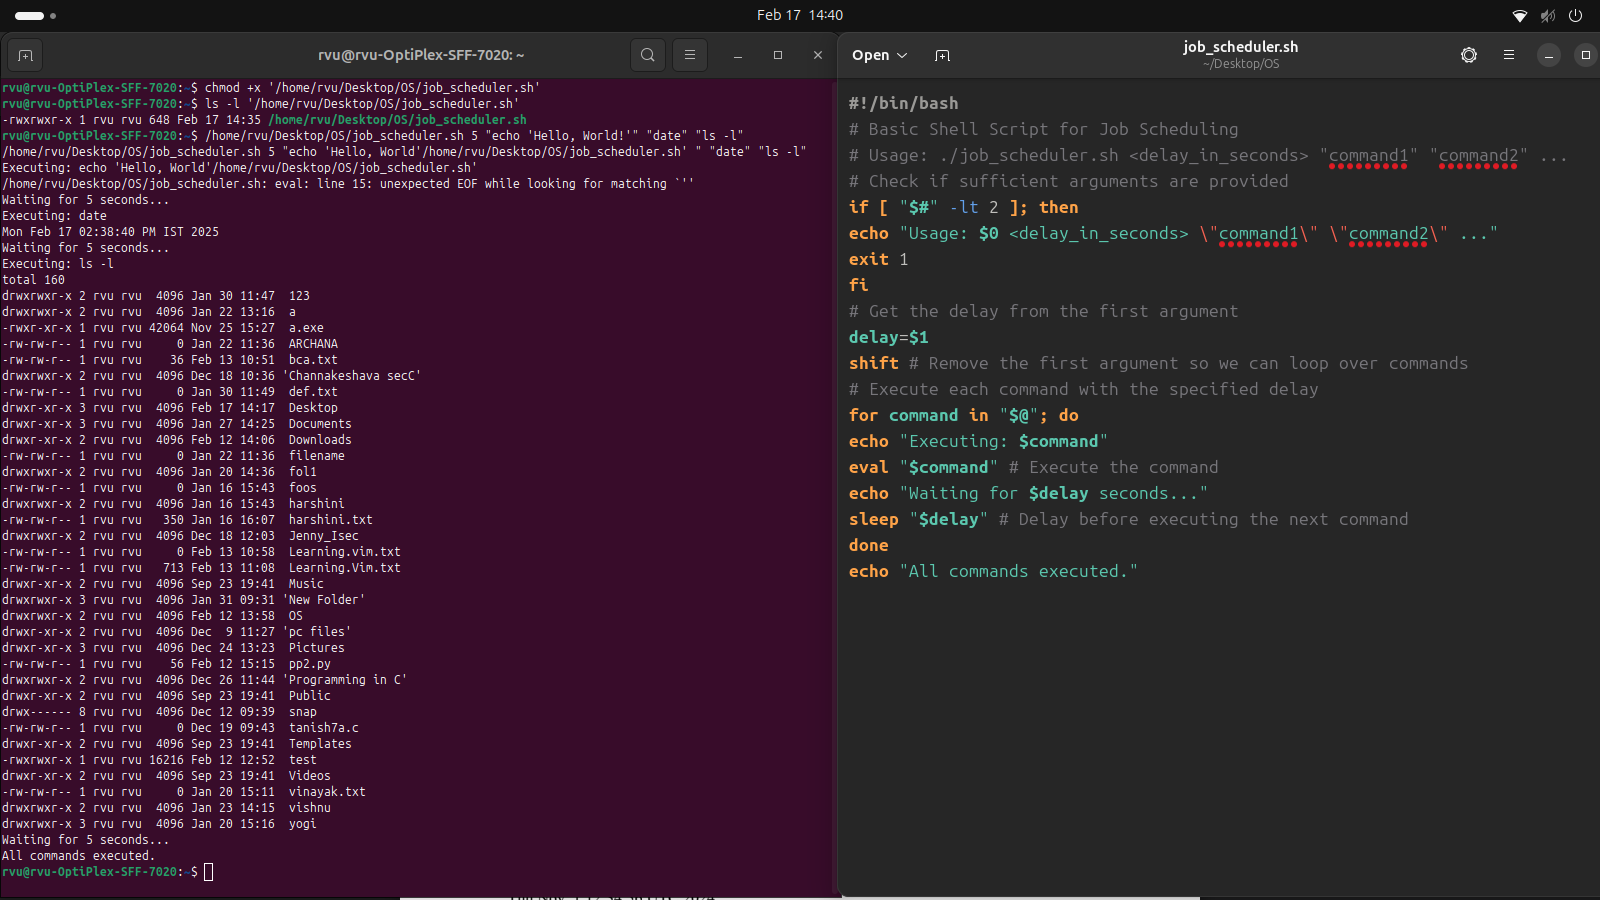 Feb 17 14:40
rvu@rvu-OptiPlex-SFF-7020: ~
rvu@rvu-OptiPlex-SFF-7020:~$ chmod +x '/home/rvu/Desktop/OS/job_scheduler.sh'
rvu@rvu-OptiPlex-SFF-7020:~$ ls -l '/home/rvu/Desktop/OS/job_scheduler.sh'
-rwxrwxr-x 1 rvu rvu 648 Feb 17 14:35 /home/rvu/Desktop/OS/job_scheduler.sh
rvu@rvu-OptiPlex-SFF-7020:~$ /home/rvu/Desktop/OS/job_scheduler.sh 5 "echo 'Hello, World!'" "date" "ls -l"
/home/rvu/Desktop/OS/job_scheduler.sh 5 "echo 'Hello, World'/home/rvu/Desktop/OS/job_scheduler.sh' " "date" "ls -l"
Executing: echo 'Hello, World'/home/rvu/Desktop/OS/job_scheduler.sh'
/home/rvu/Desktop/OS/job_scheduler.sh: eval: line 15: unexpected EOF while looking for matching `''
Waiting for 5 seconds...
Executing: date
Mon Feb 17 02:38:40 PM IST 2025
Waiting for 5 seconds...
Executing: ls -l
total 160
drwxrwxr-x 2 rvu rvu  4096 Jan 30 11:47  123
drwxrwxr-x 2 rvu rvu  4096 Jan 22 13:16  a
-rwxr-xr-x 1 rvu rvu 42064 Nov 25 15:27  a.exe
-rw-rw-r-- 1 rvu rvu     0 Jan 22 11:36  ARCHANA
-rw-rw-r-- 1 rvu rvu    36 Feb 13 10:51  bca.txt
drwxrwxr-x 2 rvu rvu  4096 Dec 18 10:36 'Channakeshava secC'
-rw-rw-r-- 1 rvu rvu     0 Jan 30 11:49  def.txt
drwxr-xr-x 3 rvu rvu  4096 Feb 17 14:17  Desktop
drwxr-xr-x 3 rvu rvu  4096 Jan 27 14:25  Documents
drwxr-xr-x 2 rvu rvu  4096 Feb 12 14:06  Downloads
-rw-rw-r-- 1 rvu rvu     0 Jan 22 11:36  filename
drwxrwxr-x 2 rvu rvu  4096 Jan 20 14:36  fol1
-rw-rw-r-- 1 rvu rvu     0 Jan 16 15:43  foos
drwxrwxr-x 2 rvu rvu  4096 Jan 16 15:43  harshini
-rw-rw-r-- 1 rvu rvu   350 Jan 16 16:07  harshini.txt
drwxrwxr-x 2 rvu rvu  4096 Dec 18 12:03  Jenny_Isec
-rw-rw-r-- 1 rvu rvu     0 Feb 13 10:58  Learning.vim.txt
-rw-rw-r-- 1 rvu rvu   713 Feb 13 11:08  Learning.Vim.txt
drwxr-xr-x 2 rvu rvu  4096 Sep 23 19:41  Music
drwxrwxr-x 3 rvu rvu  4096 Jan 31 09:31 'New Folder'
drwxrwxr-x 2 rvu rvu  4096 Feb 12 13:58  OS
drwxr-xr-x 2 rvu rvu  4096 Dec  9 11:27 'pc files'
drwxr-xr-x 3 rvu rvu  4096 Dec 24 13:23  Pictures
-rw-rw-r-- 1 rvu rvu    56 Feb 12 15:15  pp2.py
drwxrwxr-x 2 rvu rvu  4096 Dec 26 11:44 'Programming in C'
drwxr-xr-x 2 rvu rvu  4096 Sep 23 19:41  Public
drwx------ 8 rvu rvu  4096 Dec 12 09:39  snap
-rw-rw-r-- 1 rvu rvu     0 Dec 19 09:43  tanish7a.c
drwxr-xr-x 2 rvu rvu  4096 Sep 23 19:41  Templates
-rwxrwxr-x 1 rvu rvu 16216 Feb 12 12:52  test
drwxr-xr-x 2 rvu rvu  4096 Sep 23 19:41  Videos
-rw-rw-r-- 1 rvu rvu     0 Jan 20 15:11  vinayak.txt
drwxrwxr-x 2 rvu rvu  4096 Jan 23 14:15  vishnu
drwxrwxr-x 3 rvu rvu  4096 Jan 20 15:16  yogi
Waiting for 5 seconds...
All commands executed.
rvu@rvu-OptiPlex-SFF-7020:~$
Open
job_scheduler.sh
~/Desktop/OS
#!/bin/bash
# Basic Shell Script for Job Scheduling
# Usage: ./job_scheduler.sh <delay_in_seconds> "command1" "command2" ...
# Check if sufficient arguments are provided
if [ "$#" -lt 2 ]; then
echo "Usage: $0 <delay_in_seconds> \"command1\" \"command2\" ..."
exit 1
fi
# Get the delay from the first argument
delay=$1
shift # Remove the first argument so we can loop over commands
# Execute each command with the specified delay
for command in "$@"; do
echo "Executing: $command"
eval "$command" # Execute the command
echo "Waiting for $delay seconds..."
sleep "$delay" # Delay before executing the next command
done
echo "All commands executed."